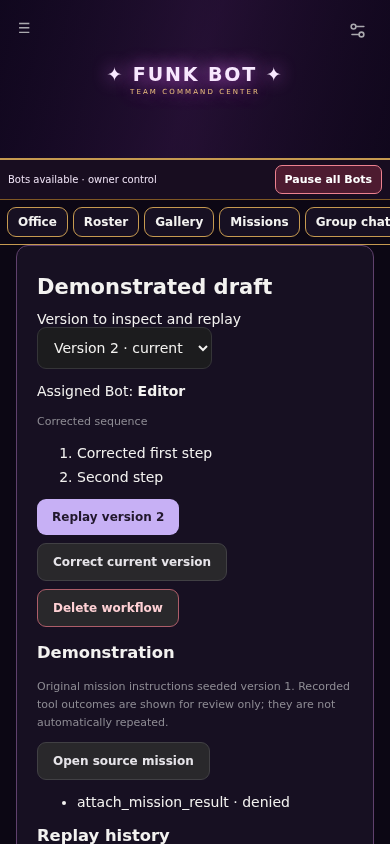 ☰
✦ FUNK BOT ✦
TEAM COMMAND CENTER
Bots available · owner control
Pause all Bots
Office
Roster
Gallery
Missions
Group chat
Demonstrated draft
Version to inspect and replay
Version 2 · current
Assigned Bot: Editor
Corrected sequence
1. Corrected first step
2. Second step
Replay version 2
Correct current version
Delete workflow
Demonstration
Original mission instructions seeded version 1. Recorded
tool outcomes are shown for review only; they are not
automatically repeated.
Open source mission
• attach_mission_result · denied
Replay history